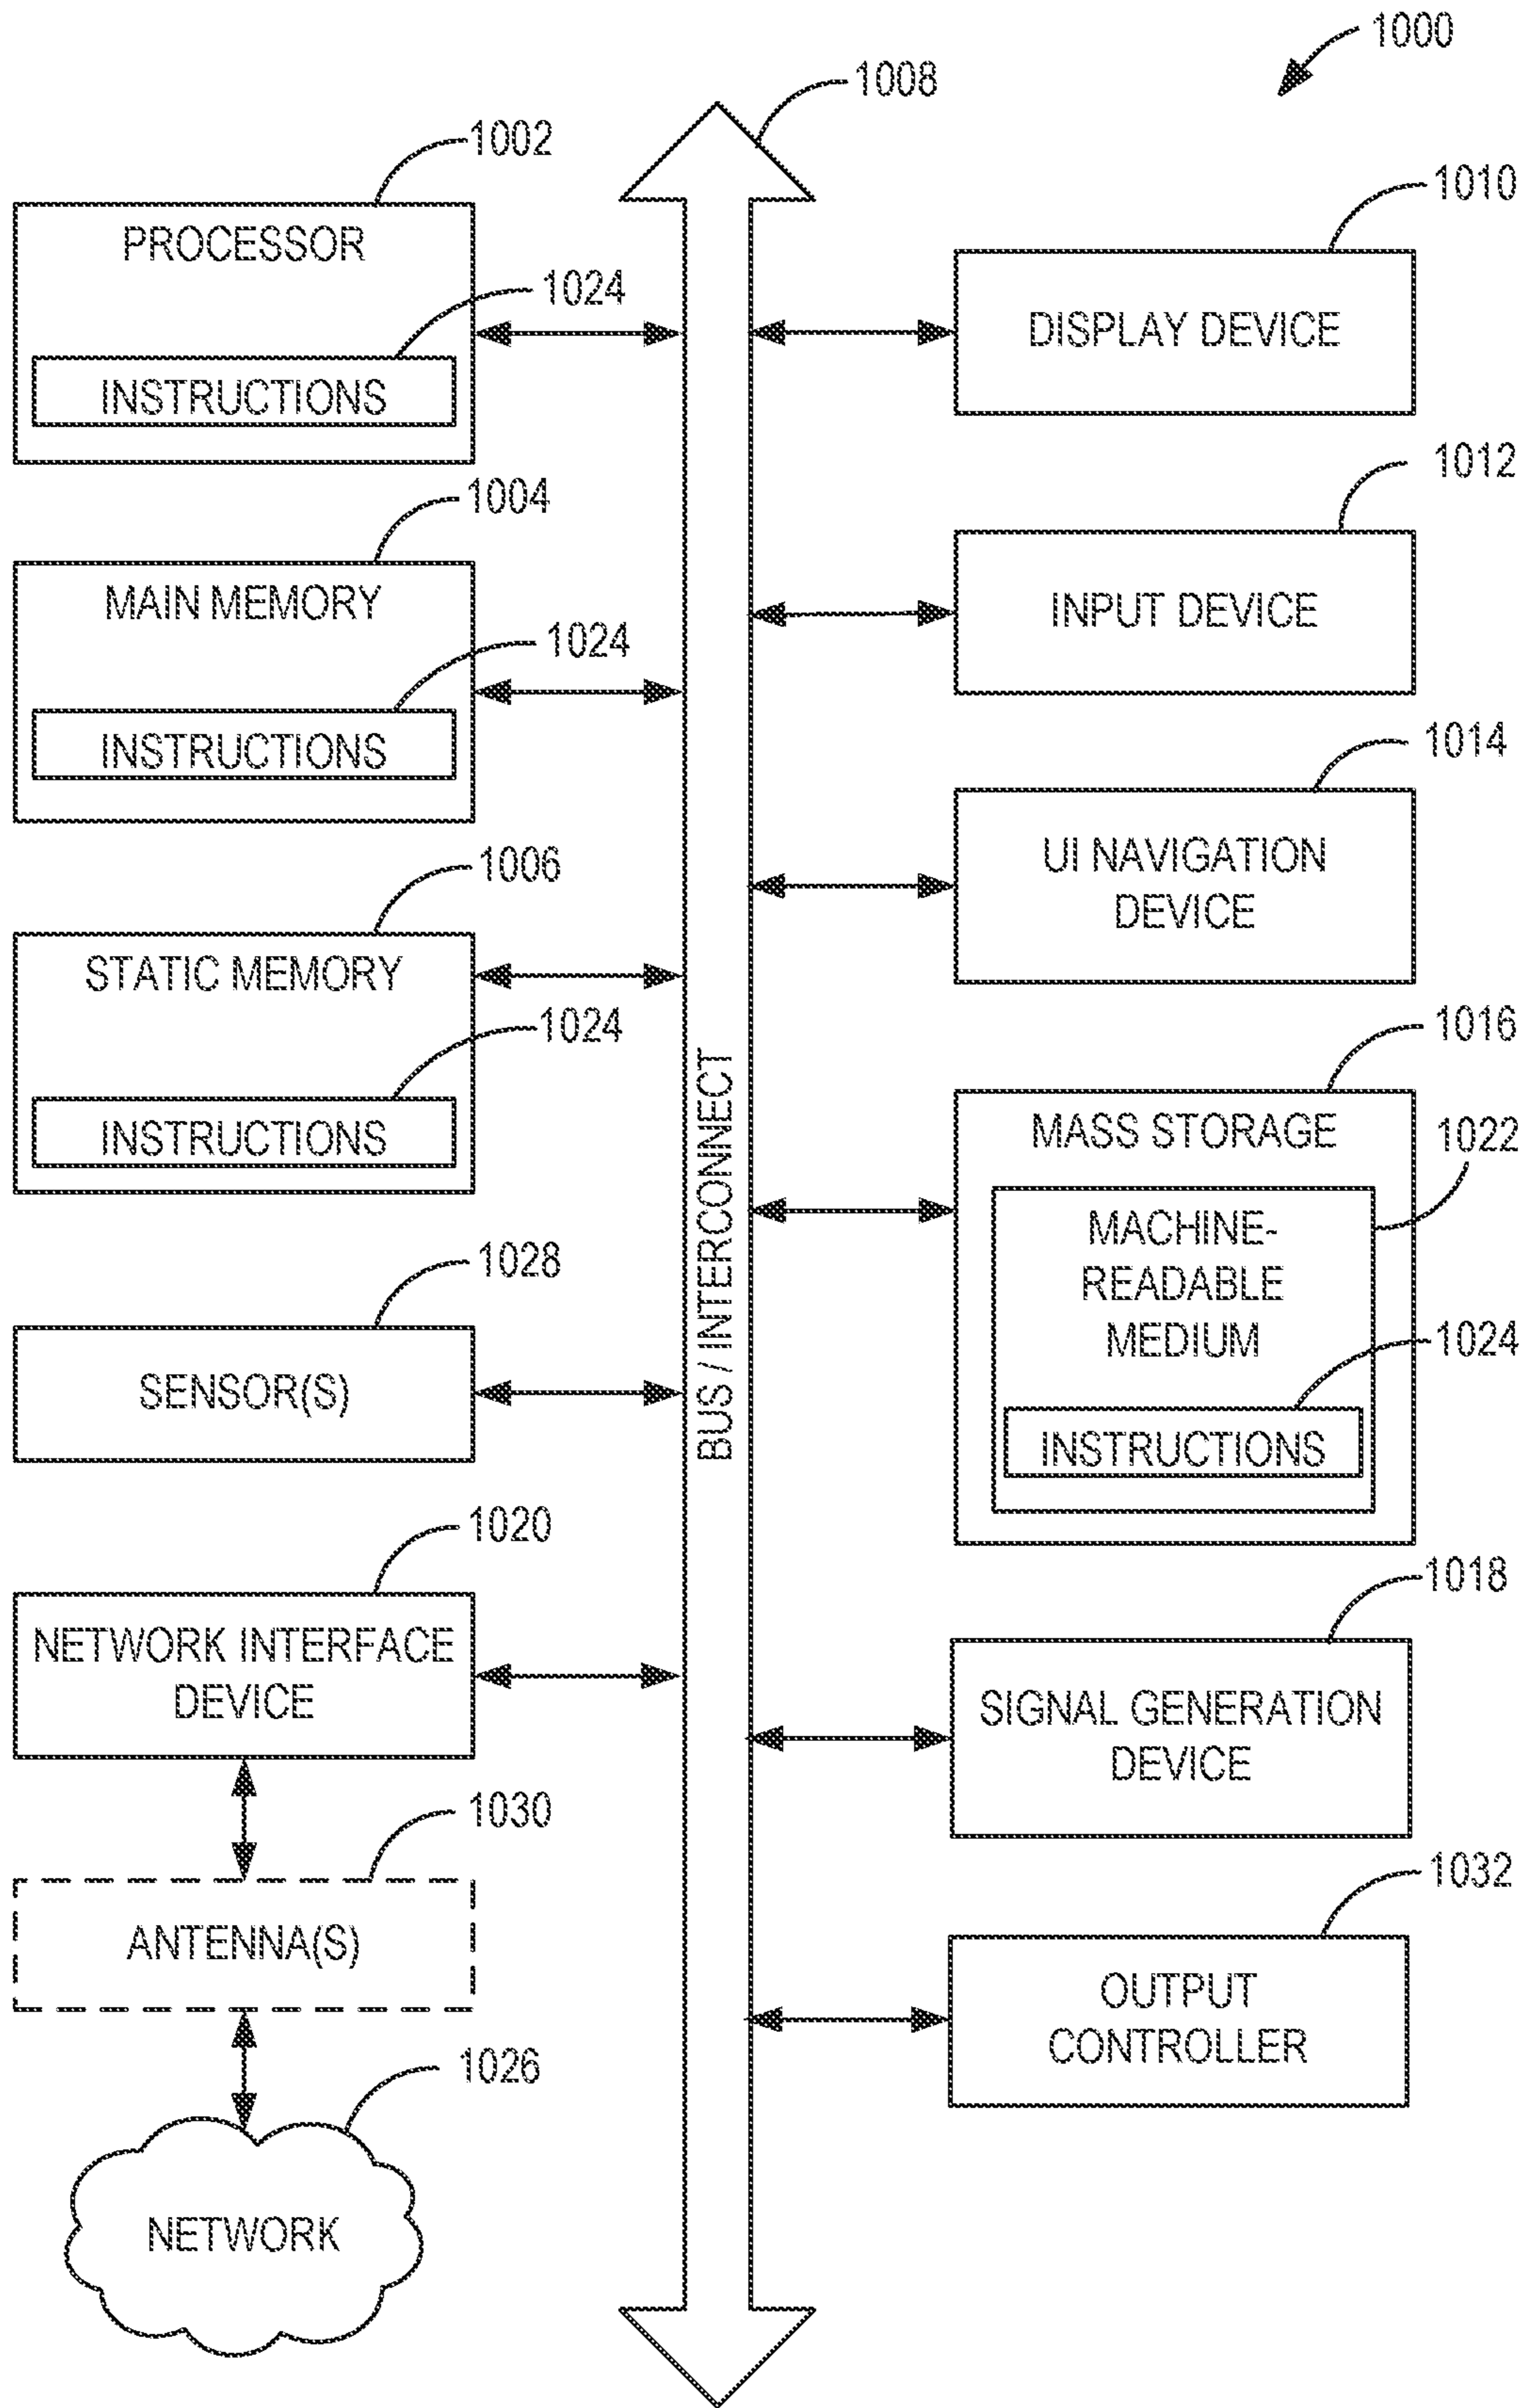 1000
1008
1002
PROCESSOR
1024
INSTRUCTIONS
1004
MAIN MEMORY
1024
INSTRUCTIONS
1006
STATIC MEMORY
1024
INSTRUCTIONS
1028
SENSOR(S)
1020
NETWORK INTERFACE
DEVICE
1030
ANTENNA(S)
1026
NETWORK
BUS / INTERCONNECT
1010
DISPLAY DEVICE
1012
INPUT DEVICE
1014
UI NAVIGATION
DEVICE
1016
MASS STORAGE
1022
MACHINE-
READABLE
MEDIUM
1024
INSTRUCTIONS
1018
SIGNAL GENERATION
DEVICE
1032
OUTPUT
CONTROLLER